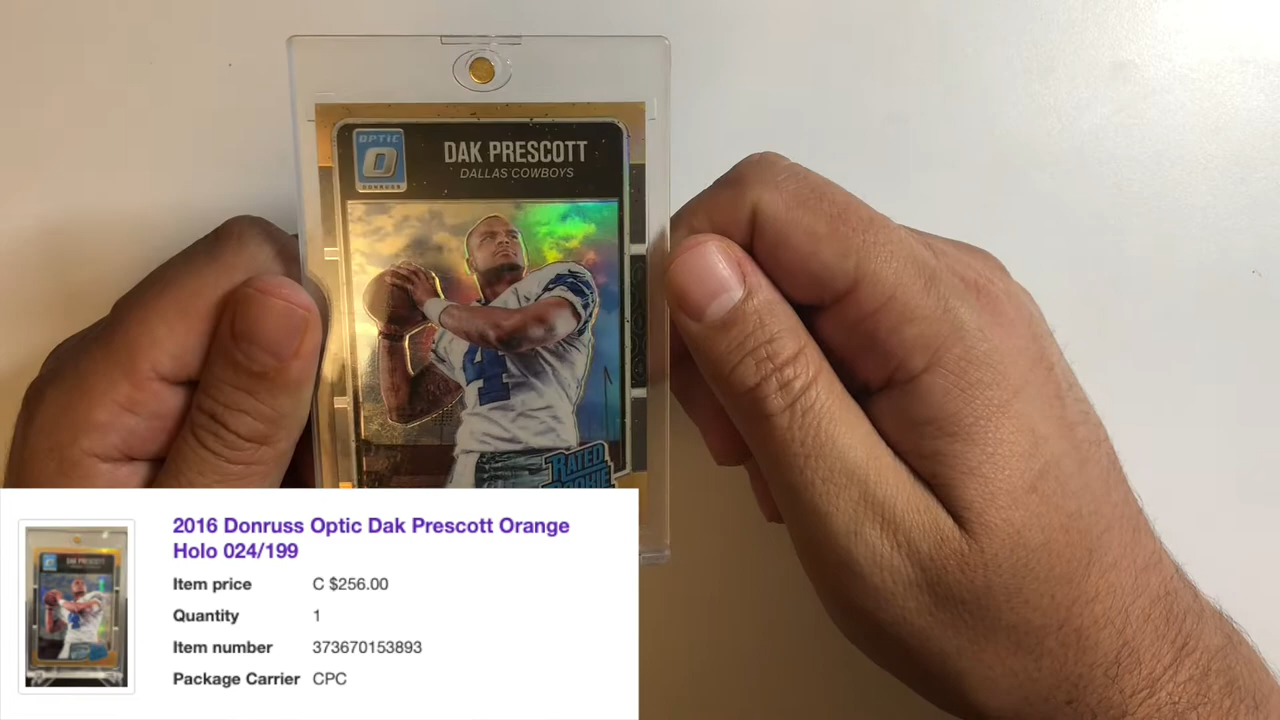 OPTIC
DONRUSS
DAK PRESCOTT
DALLAS COWBOYS
4
RATED
ROOKIE
2016 Donruss Optic Dak Prescott Orange
Holo 024/199
Item price C $256.00
Quantity 1
Item number 373670153893
Package Carrier CPC